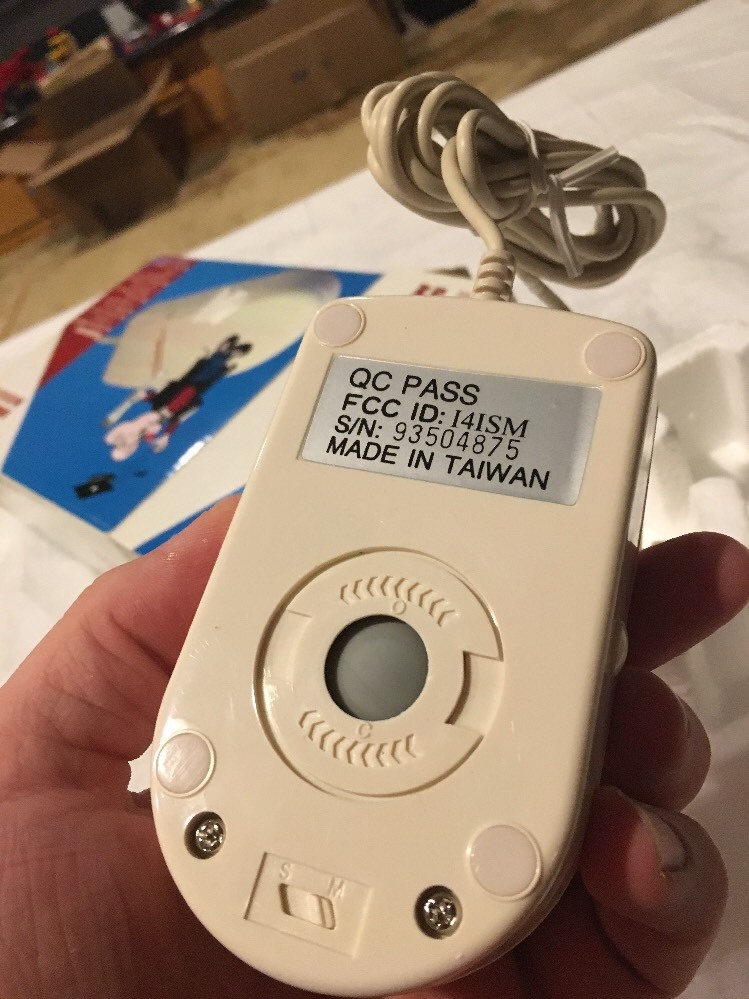 QC PASS
FCC ID: I4ISM
S/N: 93504875
MADE IN TAIWAN
O
C
S M